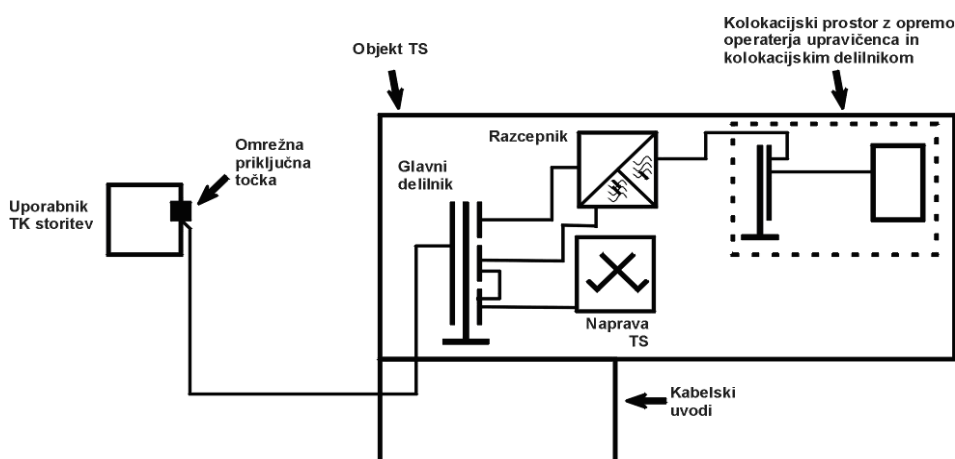 Kolokacijski prostor z opremo
operaterja upravičenca in
kolokacijskim delilnikom
Objekt TS
Razcepnik
Omrežna
priključna
točka
Glavni
delilnik
Uporabnik
TK storitev
Naprava
TS
Kabelski
uvodi